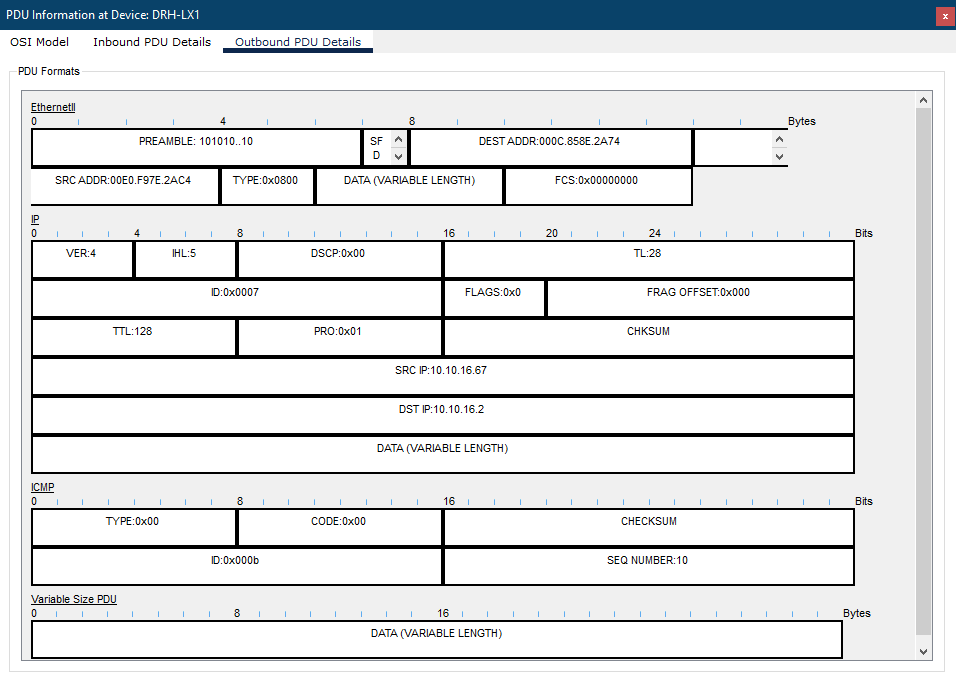 PDU Information at Device: DRH-LX1
x
OSI Model Inbound PDU Details Outbound PDU Details
PDU Formats
EthernetII
0 4 8 Bytes
PREAMBLE: 101010..10 SF DEST ADDR:000C.858E.2A74
D
SRC ADDR:00E0.F97E.2AC4 TYPE:0x0800 DATA (VARIABLE LENGTH) FCS:0x00000000
IP
0 4 8 16 20 24 Bits
VER:4 IHL:5 DSCP:0x00 TL:28
ID:0x0007 FLAGS:0x0 FRAG OFFSET:0x000
TTL:128 PRO:0x01 CHKSUM
SRC IP:10.10.16.67
DST IP:10.10.16.2
DATA (VARIABLE LENGTH)
ICMP
0 8 16 Bits
TYPE:0x00 CODE:0x00 CHECKSUM
ID:0x000b SEQ NUMBER:10
Variable Size PDU
0 8 16 Bytes
DATA (VARIABLE LENGTH)